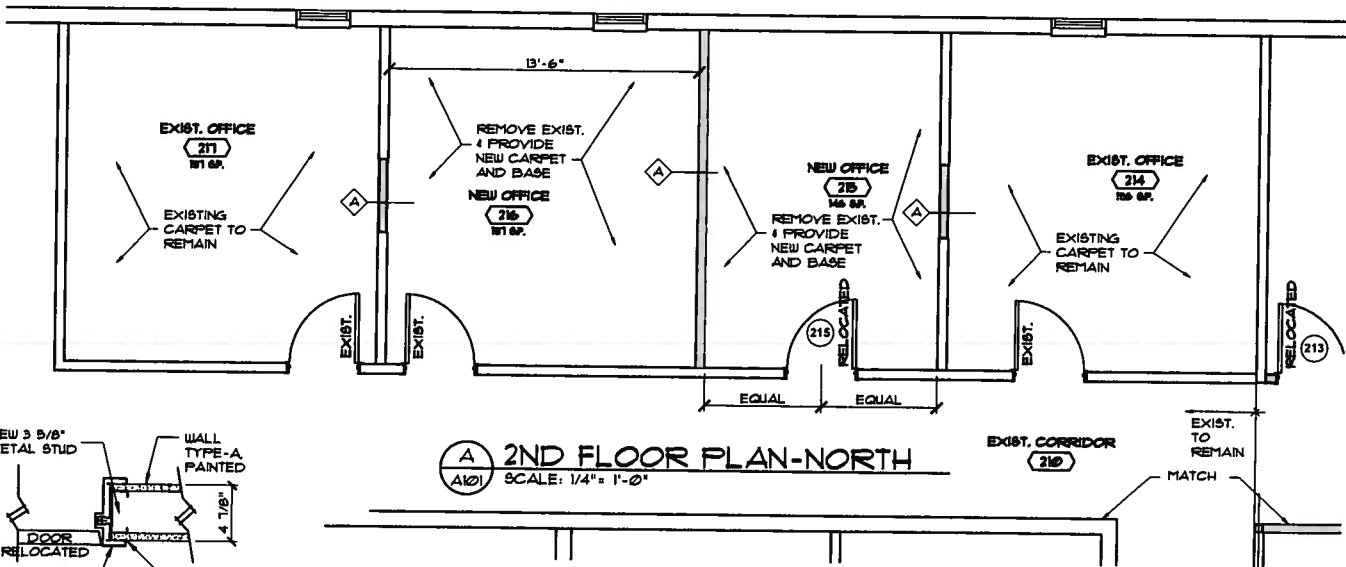 13'-6"
EXIST. OFFICE
217
REMOVE EXIST.
& PROVIDE
NEW CARPET
AND BASE
NEW OFFICE
216
A
EXISTING
CARPET TO
REMAIN
A
NEW OFFICE
215
REMOVE EXIST.
& PROVIDE
NEW CARPET
AND BASE
A
EXIST. OFFICE
214
EXISTING
CARPET TO
REMAIN
EXIST.
EXIST.
215
RELOCATED
EXIST.
RELOCATED
213
EQUAL
EQUAL
EXIST.
TO
REMAIN
EXIST. CORRIDOR
210
MATCH
A
A101
2ND FLOOR PLAN-NORTH
SCALE: 1/4" = 1'-0"
EW 3 5/8"
ETAL STUD
WALL
TYPE-A,
PAINTED
4 7/8"
DOOR
RELOCATED